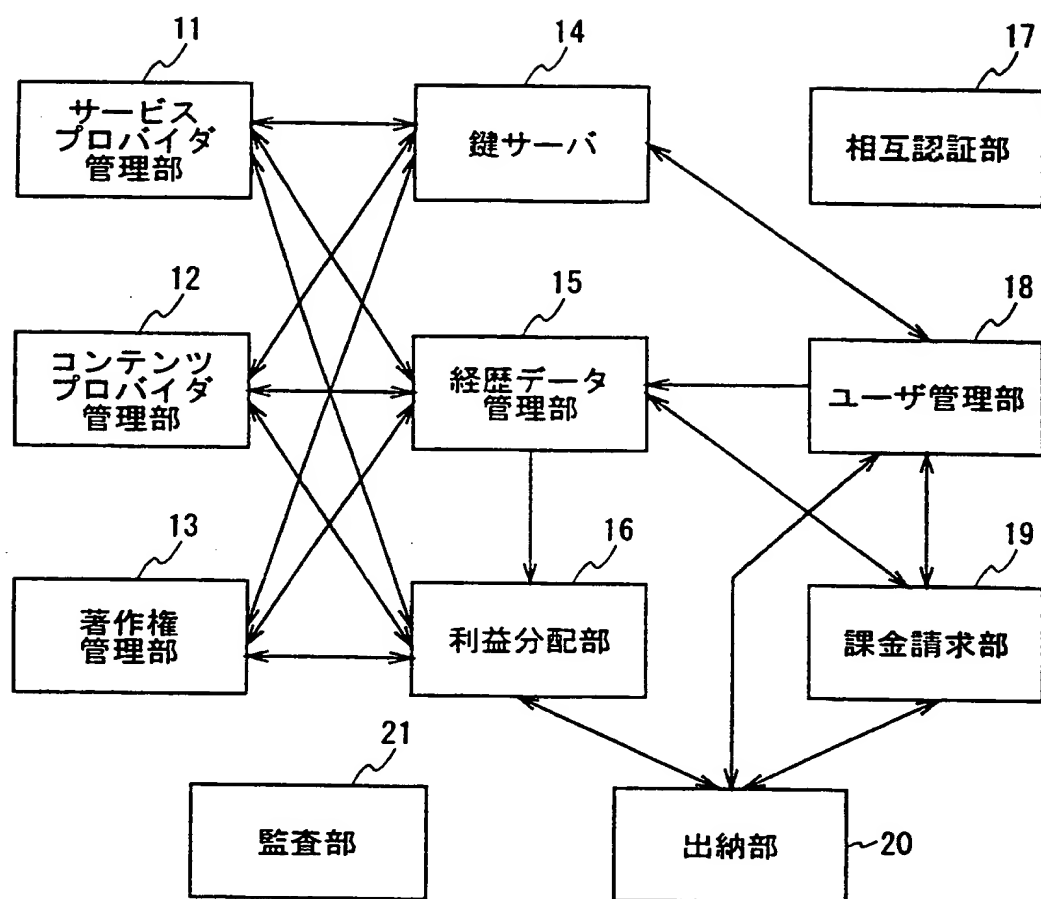 11
サービス
プロバイダ
管理部
14
鍵サーバ
17
相互認証部
12
コンテンツ
プロバイダ
管理部
15
経歴データ
管理部
18
ユーザ管理部
13
著作権
管理部
16
利益分配部
19
課金請求部
21
監査部
出納部
20